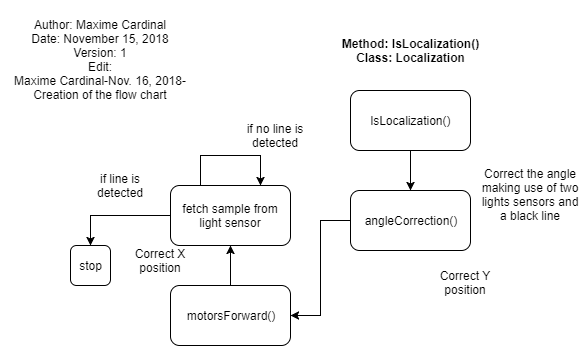 Author: Maxime Cardinal
Date: November 15, 2018
Version: 1
Edit:
Maxime Cardinal-Nov. 16, 2018-
Creation of the flow chart
Method: IsLocalization()
Class: Localization
lsLocalization()
if no line is
detected
if line is
detected
Correct the angle
making use of two
lights sensors and
a black line
fetch sample from
light sensor
angleCorrection()
stop
Correct X
position
Correct Y
position
motorsForward()